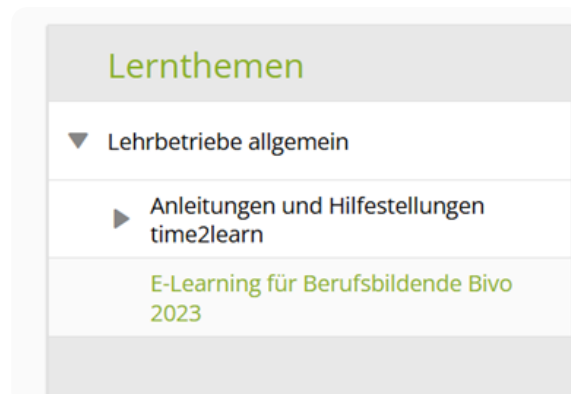 Lernthemen
Lehrbetriebe allgemein
Anleitungen und Hilfestellungen
time2learn
E-Learning für Berufsbildende Bivo
2023